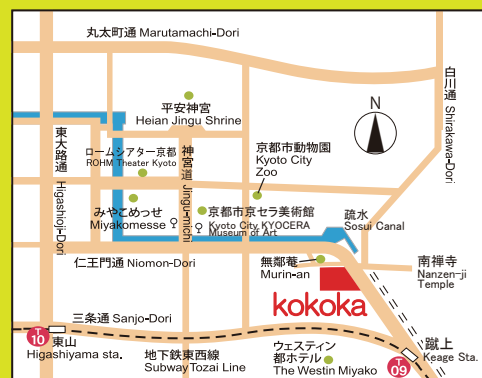 丸太町通 Marutamachi-Dori
白川通 Shirakawa-Dori
N
平安神宮
Heian Jingu Shrine
東大路通 Higashioji-Dori
ロームシアター京都
ROHM Theater Kyoto
神宮道 Jingu-michi
京都市動物園
Kyoto City
Zoo
みやこめっせ
Miyakomesse
京都市京セラ美術館
Kyoto City KYOCERA
Museum of Art
疏水
Sosui Canal
仁王門通 Niomon-Dori
無鄰菴
Murin-an
南禅寺
Nanzen-ji
Temple
kokoka
三条通 Sanjo-Dori
T
10
東山
Higashiyama sta.
地下鉄東西線
Subway Tozai Line
ウェスティン
都ホテル
The Westin Miyako
蹴上
Keage Sta.
T
09